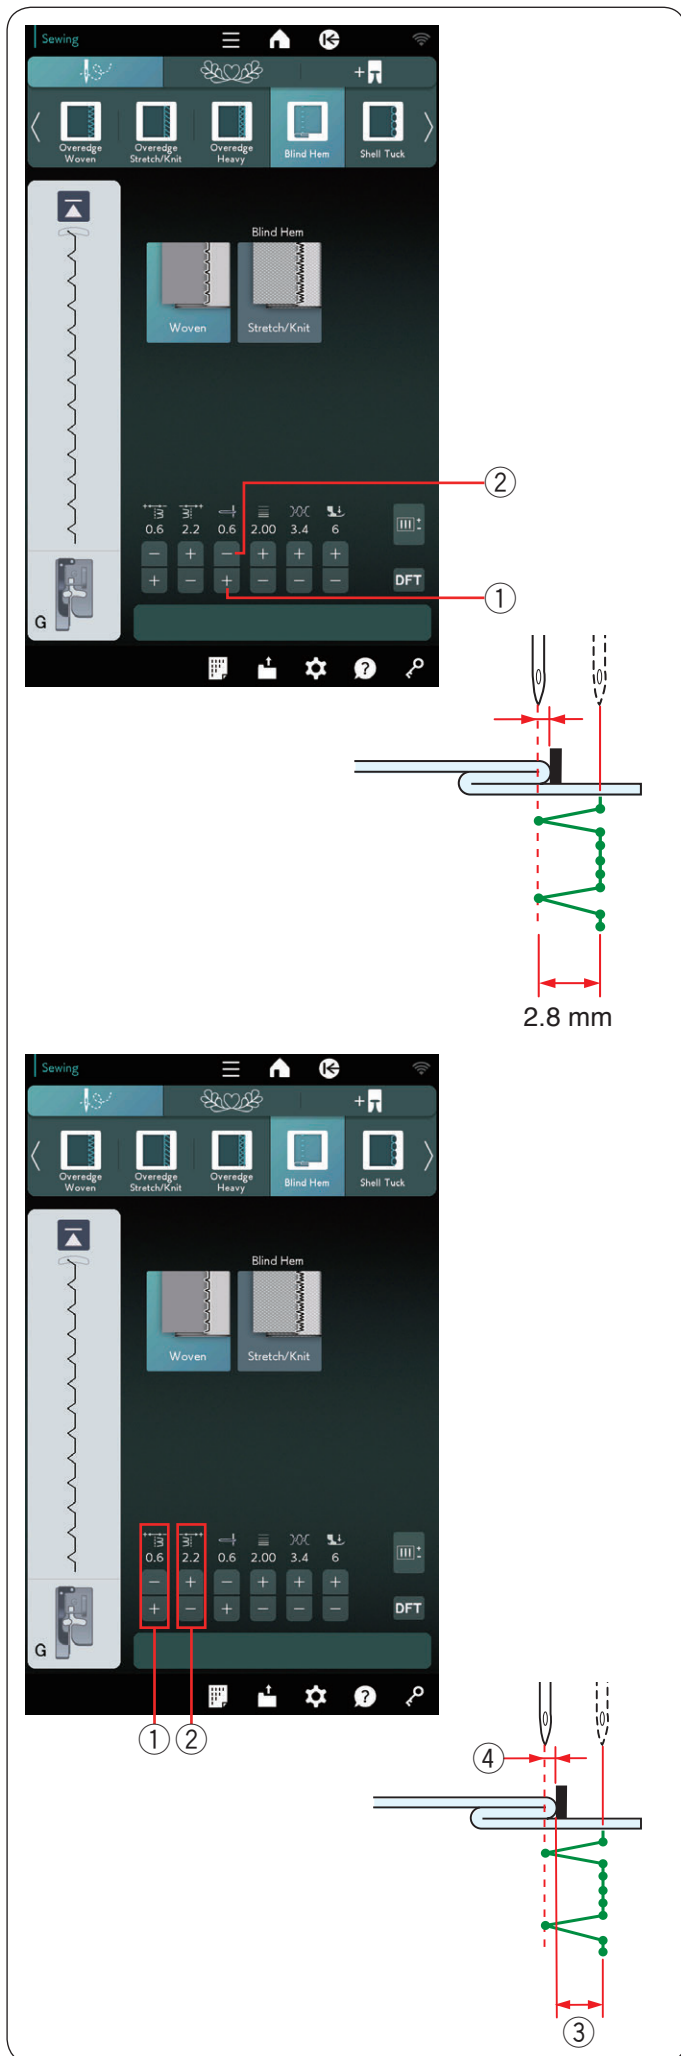 Sewing
Overedge
Woven
Overedge
Stretch/Knit
Overedge
Heavy
Blind Hem
Shell Tuck
Blind Hem
Woven
Stretch/Knit
②
0.6 2.2 0.6 2.00 3.4 6
− + − + + +
+ − + − − − DFT
①
G
?
2.8 mm
Sewing
Overedge
Woven
Overedge
Stretch/Knit
Overedge
Heavy
Blind Hem
Shell Tuck
Blind Hem
Woven
Stretch/Knit
0.6 2.2 0.6 2.00 3.4 6
− + − + + +
+ − + − − − DFT
G
?
① ②
④
③